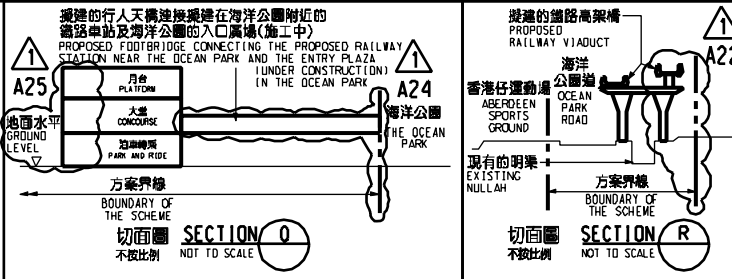 擬建的行人天橋連接擬建在海洋公園附近的
鐵路車站及海洋公園的入口廣場(施工中)
PROPOSED FOOTBRIDGE CONNECTING THE PROPOSED RAILWAY
STATION NEAR THE OCEAN PARK AND THE ENTRY PLAZA
(UNDER CONSTRUCTION)
IN THE OCEAN PARK
1
A25
1
A24
月台
PLATFORM
大堂
CONCOURSE
泊車轉乘
PARK AND RIDE
地面水平
GROUND
LEVEL
海洋公園
THE OCEAN
PARK
方案界線
BOUNDARY OF
THE SCHEME
切面圖 SECTION Q
不按比例 NOT TO SCALE
擬建的鐵路高架橋
PROPOSED
RAILWAY VIADUCT
1
A22
海洋
公園道
OCEAN
PARK
ROAD
香港仔運動場
ABERDEEN
SPORTS
GROUND
現有的明渠
EXISTING
NULLAH
方案界線
BOUNDARY OF
THE SCHEME
切面圖 SECTION R
不按比例 NOT TO SCALE